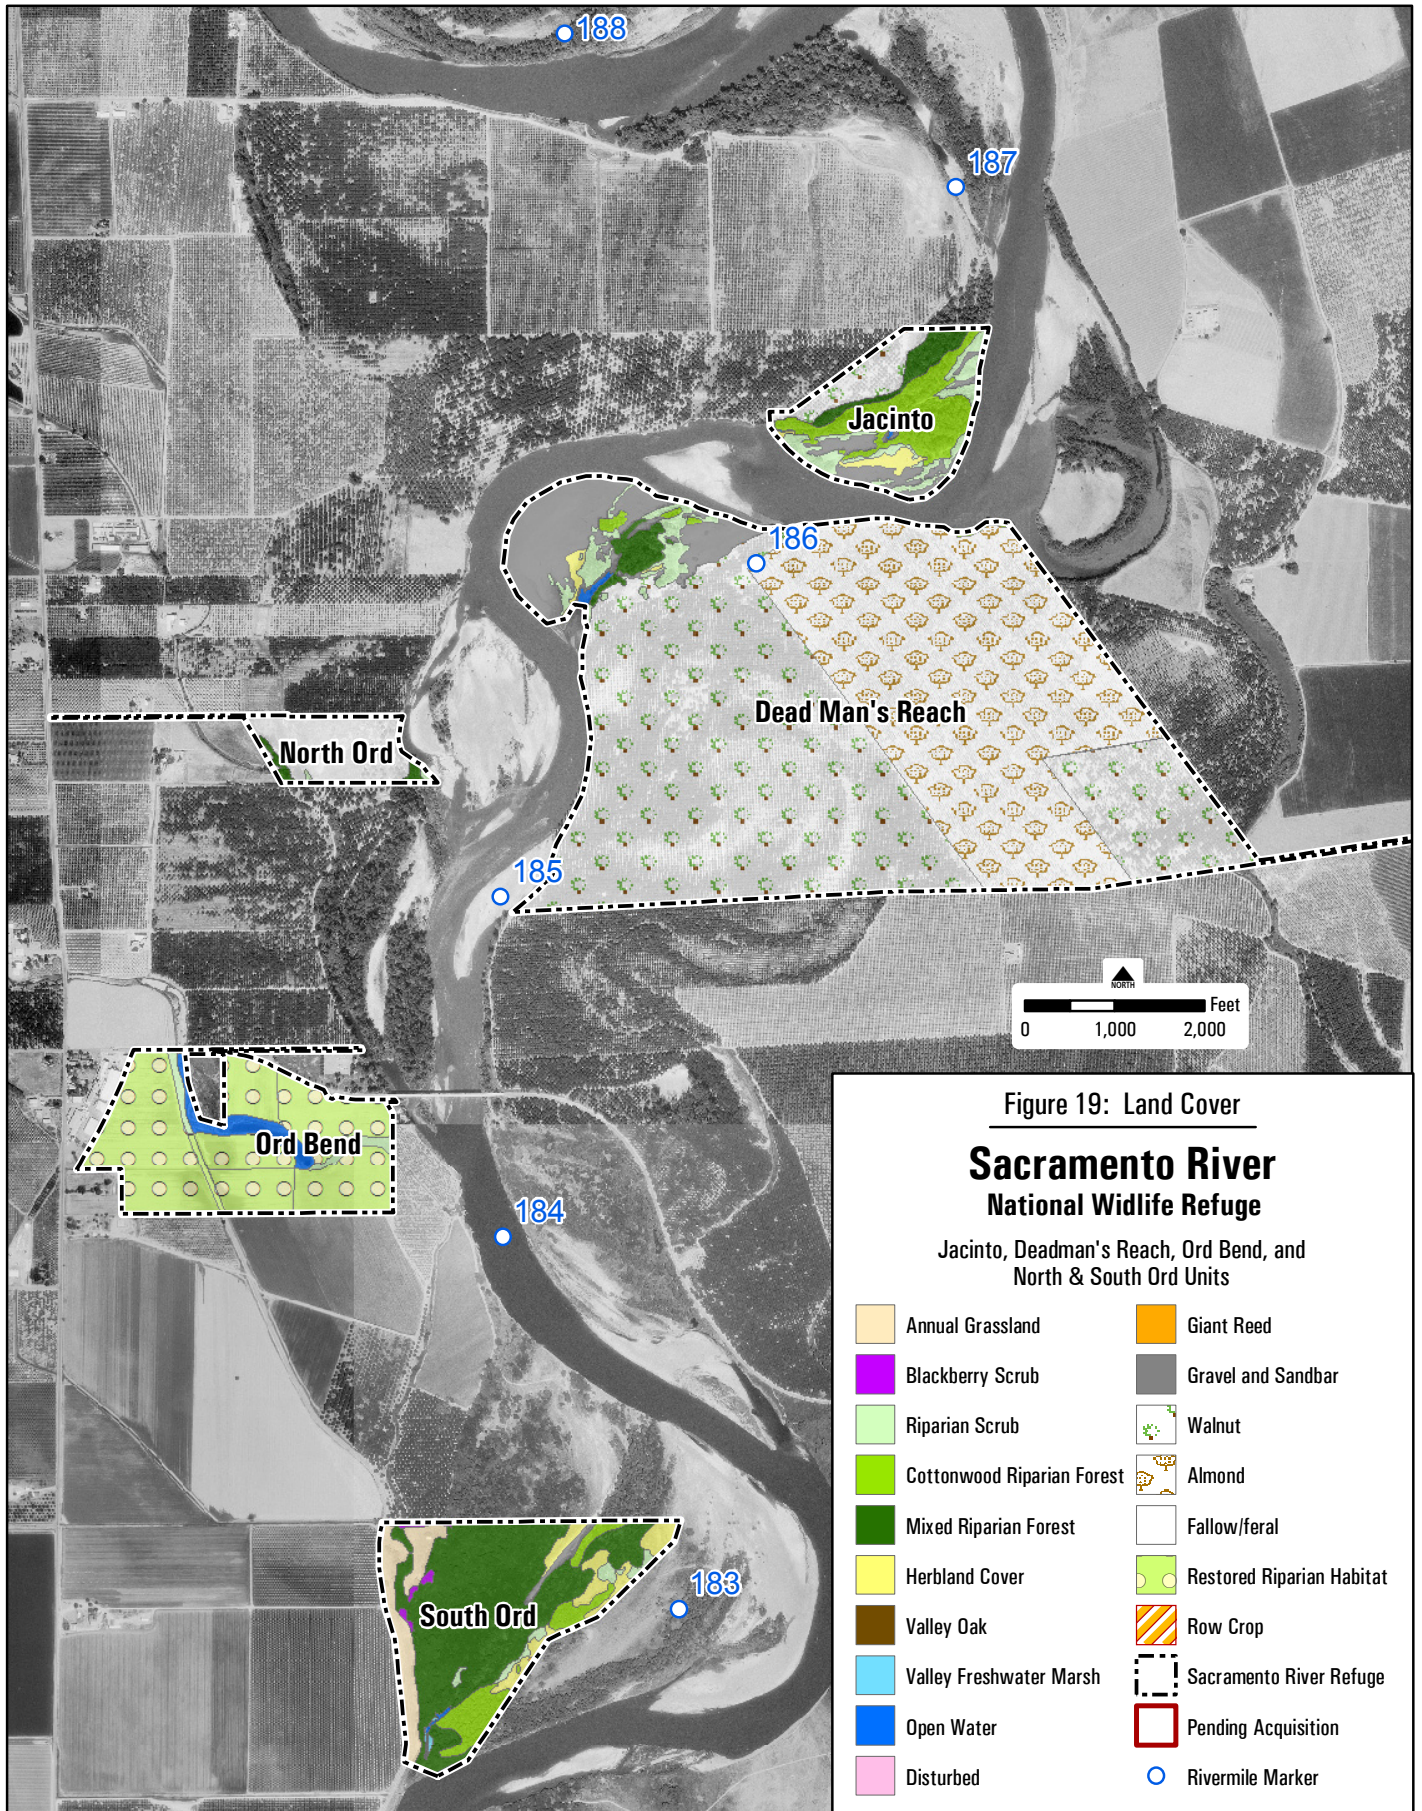 188
187
Jacinto
186
Dead Man's Reach
North Ord
185
NORTH
Feet
0 1,000 2,000
Ord Bend
184
183
South Ord
Figure 19: Land Cover
Sacramento River
National Widlife Refuge
Jacinto, Deadman's Reach, Ord Bend, and
North & South Ord Units
Annual Grassland
Blackberry Scrub
Riparian Scrub
Cottonwood Riparian Forest
Mixed Riparian Forest
Herbland Cover
Valley Oak
Valley Freshwater Marsh
Open Water
Disturbed
Giant Reed
Gravel and Sandbar
Walnut
Almond
Fallow/feral
Restored Riparian Habitat
Row Crop
Sacramento River Refuge
Pending Acquisition
Rivermile Marker